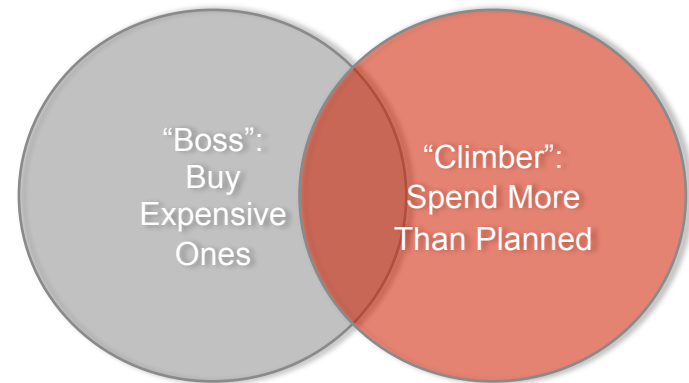 “Boss”:
Buy
Expensive
Ones
“Climber”:
Spend More
Than Planned